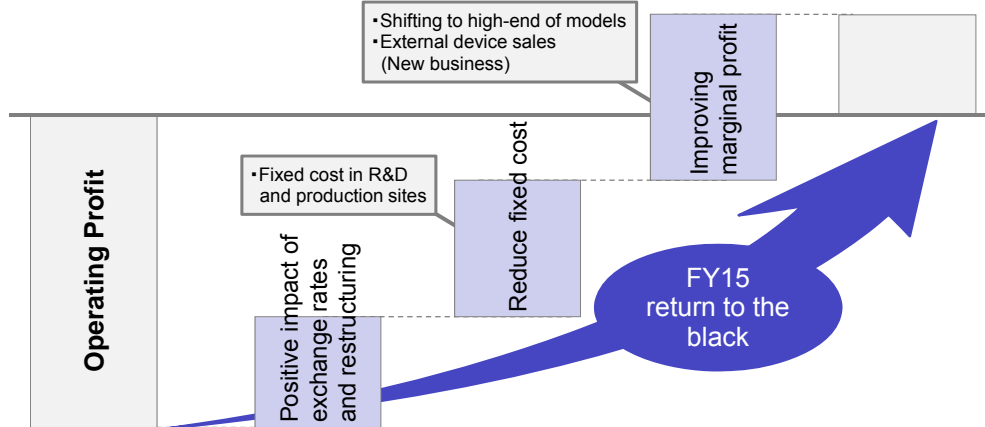 ・Shifting to high-end of models
・External device sales
(New business)
Improving
marginal profit
・Fixed cost in R&D
and production sites
Reduce fixed cost
Operating Profit
Positive impact of
exchange rates
and restructuring
FY15
return to the
black